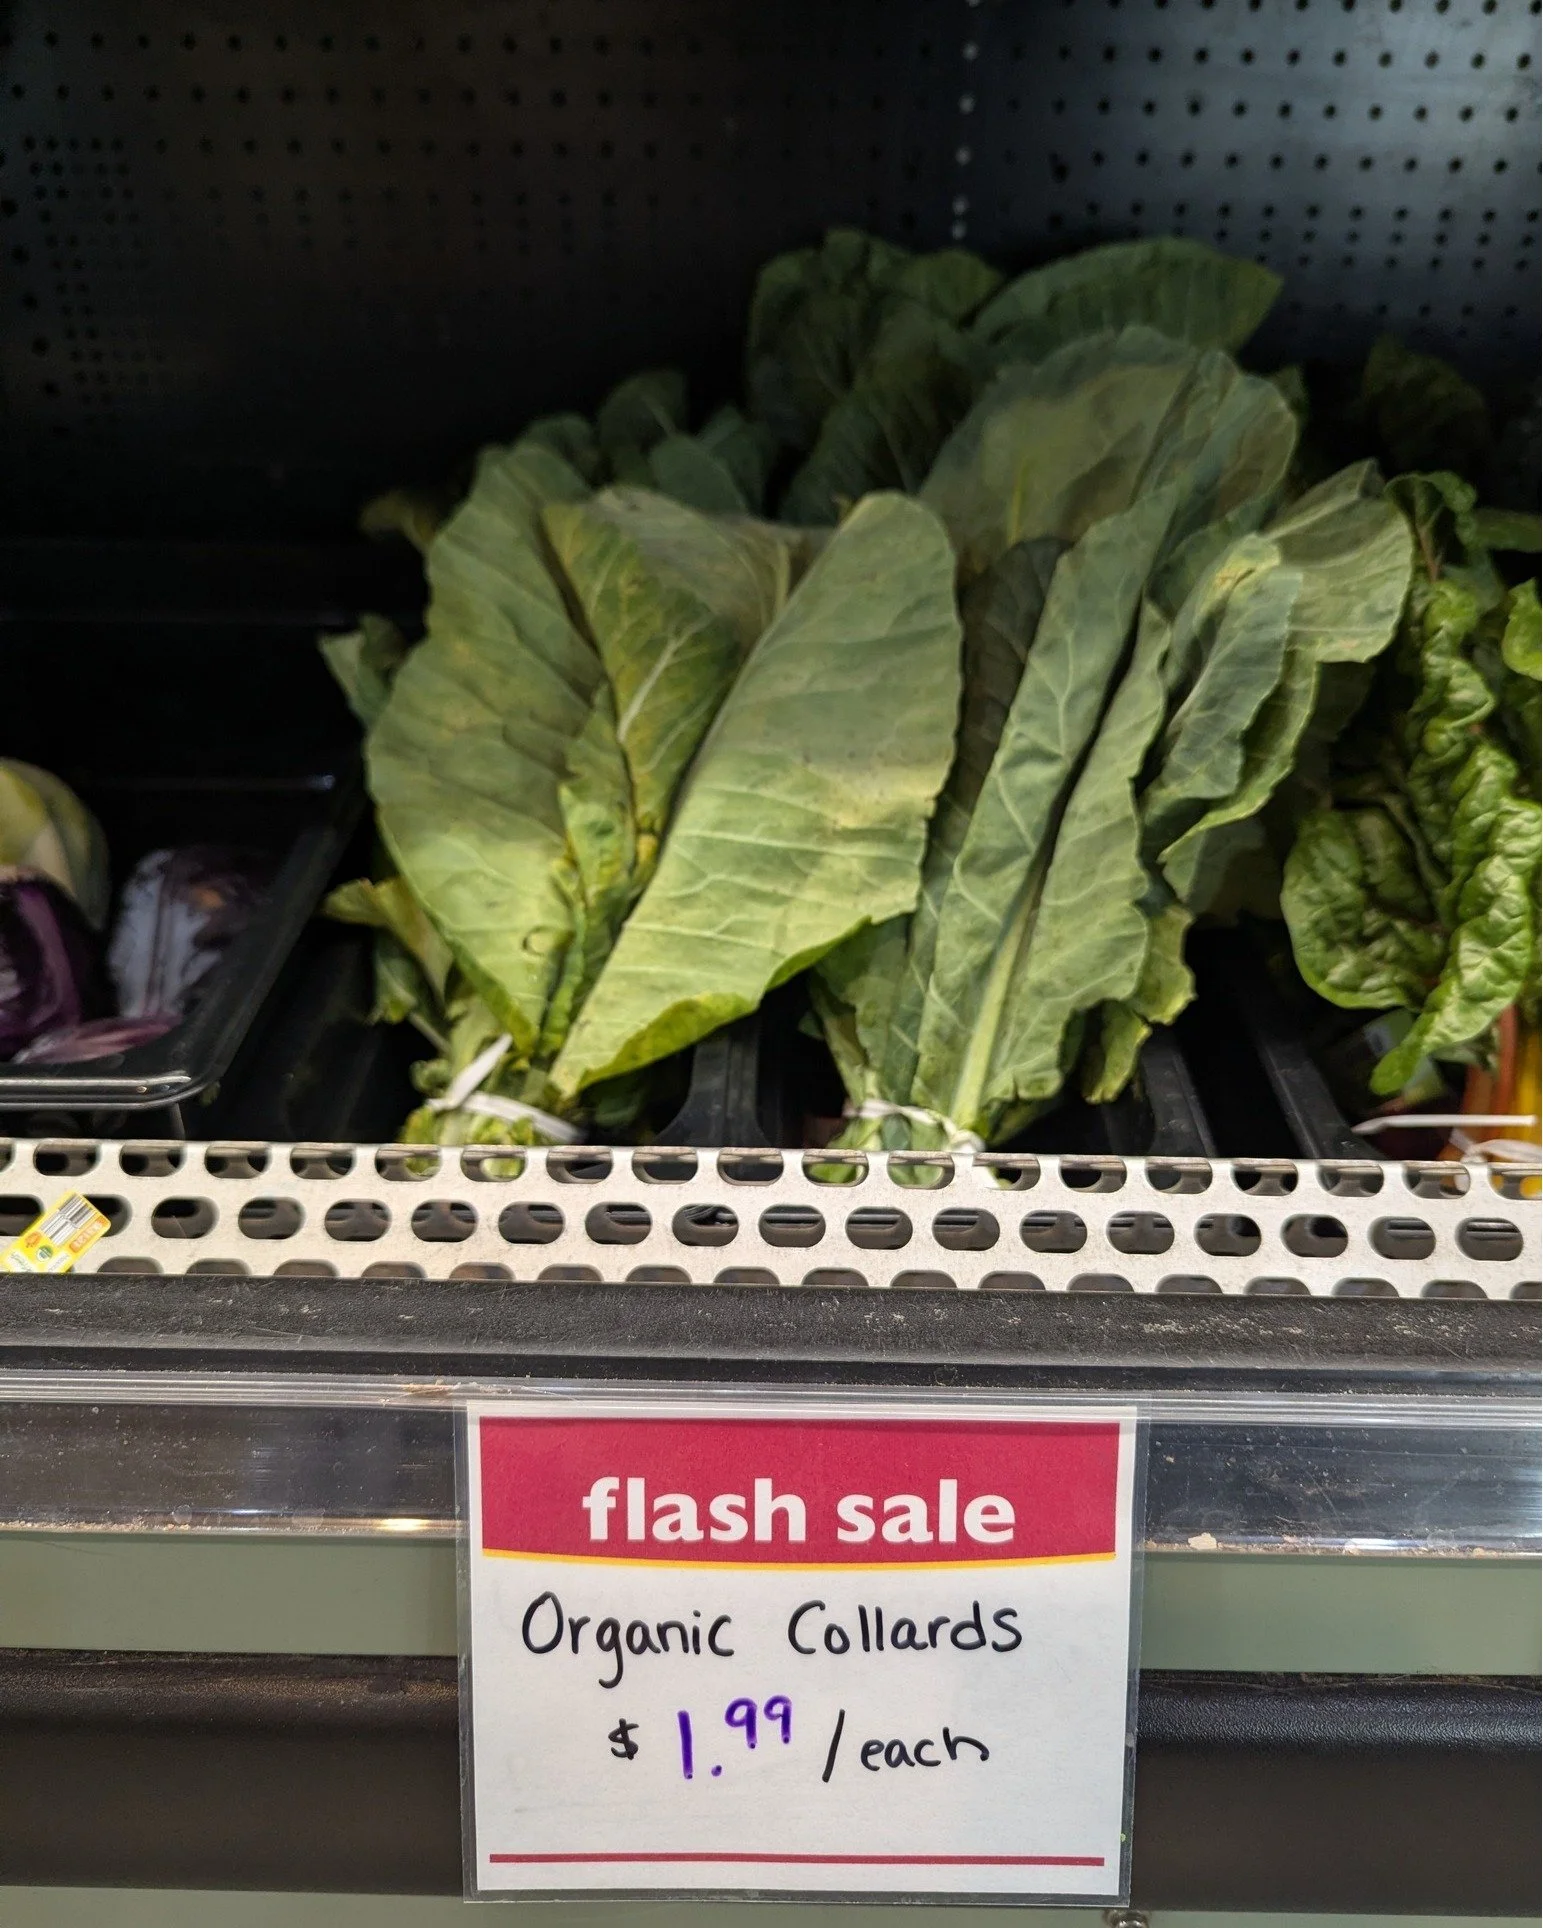 flash sale
Organic Collards
$ 1.99 /each